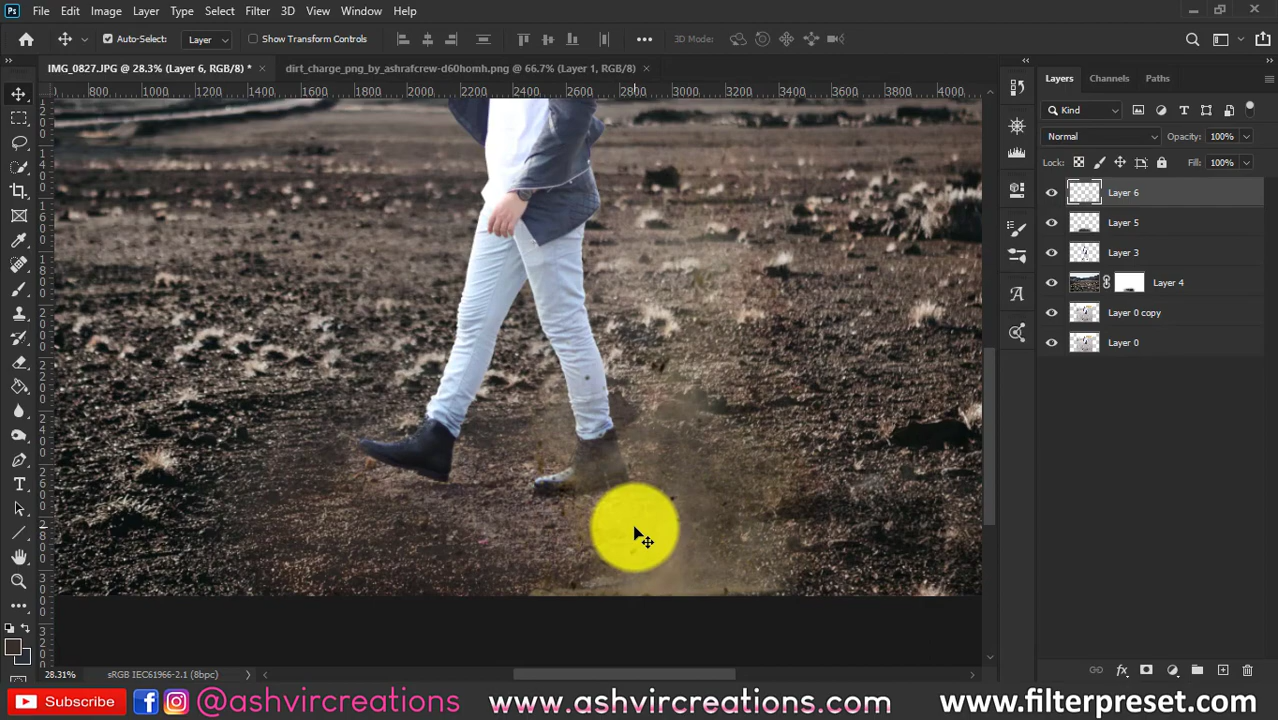 Ps File Edit Image Layer Type Select Filter 3D View Window Help
Auto-Select: Layer Show Transform Controls 3D Mode:
IMG_0827.JPG @ 28.3% (Layer 6, RGB/8) * × dirt_charge_png_by_ashrafcrew-d60homh.png @ 66.7% (Layer 1, RGB/8) ×
800 1000 1200 1400 1600 1800 2000 2200 2400 2600 2800 3000 3200 3400 3600 3800 4000
Layers Channels Paths
Kind
Normal Opacity: 100%
Lock: Fill: 100%
Layer 6
Layer 5
Layer 3
Layer 4
Layer 0 copy
Layer 0
28.31% sRGB IEC61966-2.1 (8bpc)
Subscribe f @ashvircreations www.ashvircreations.com www.filterpreset.com